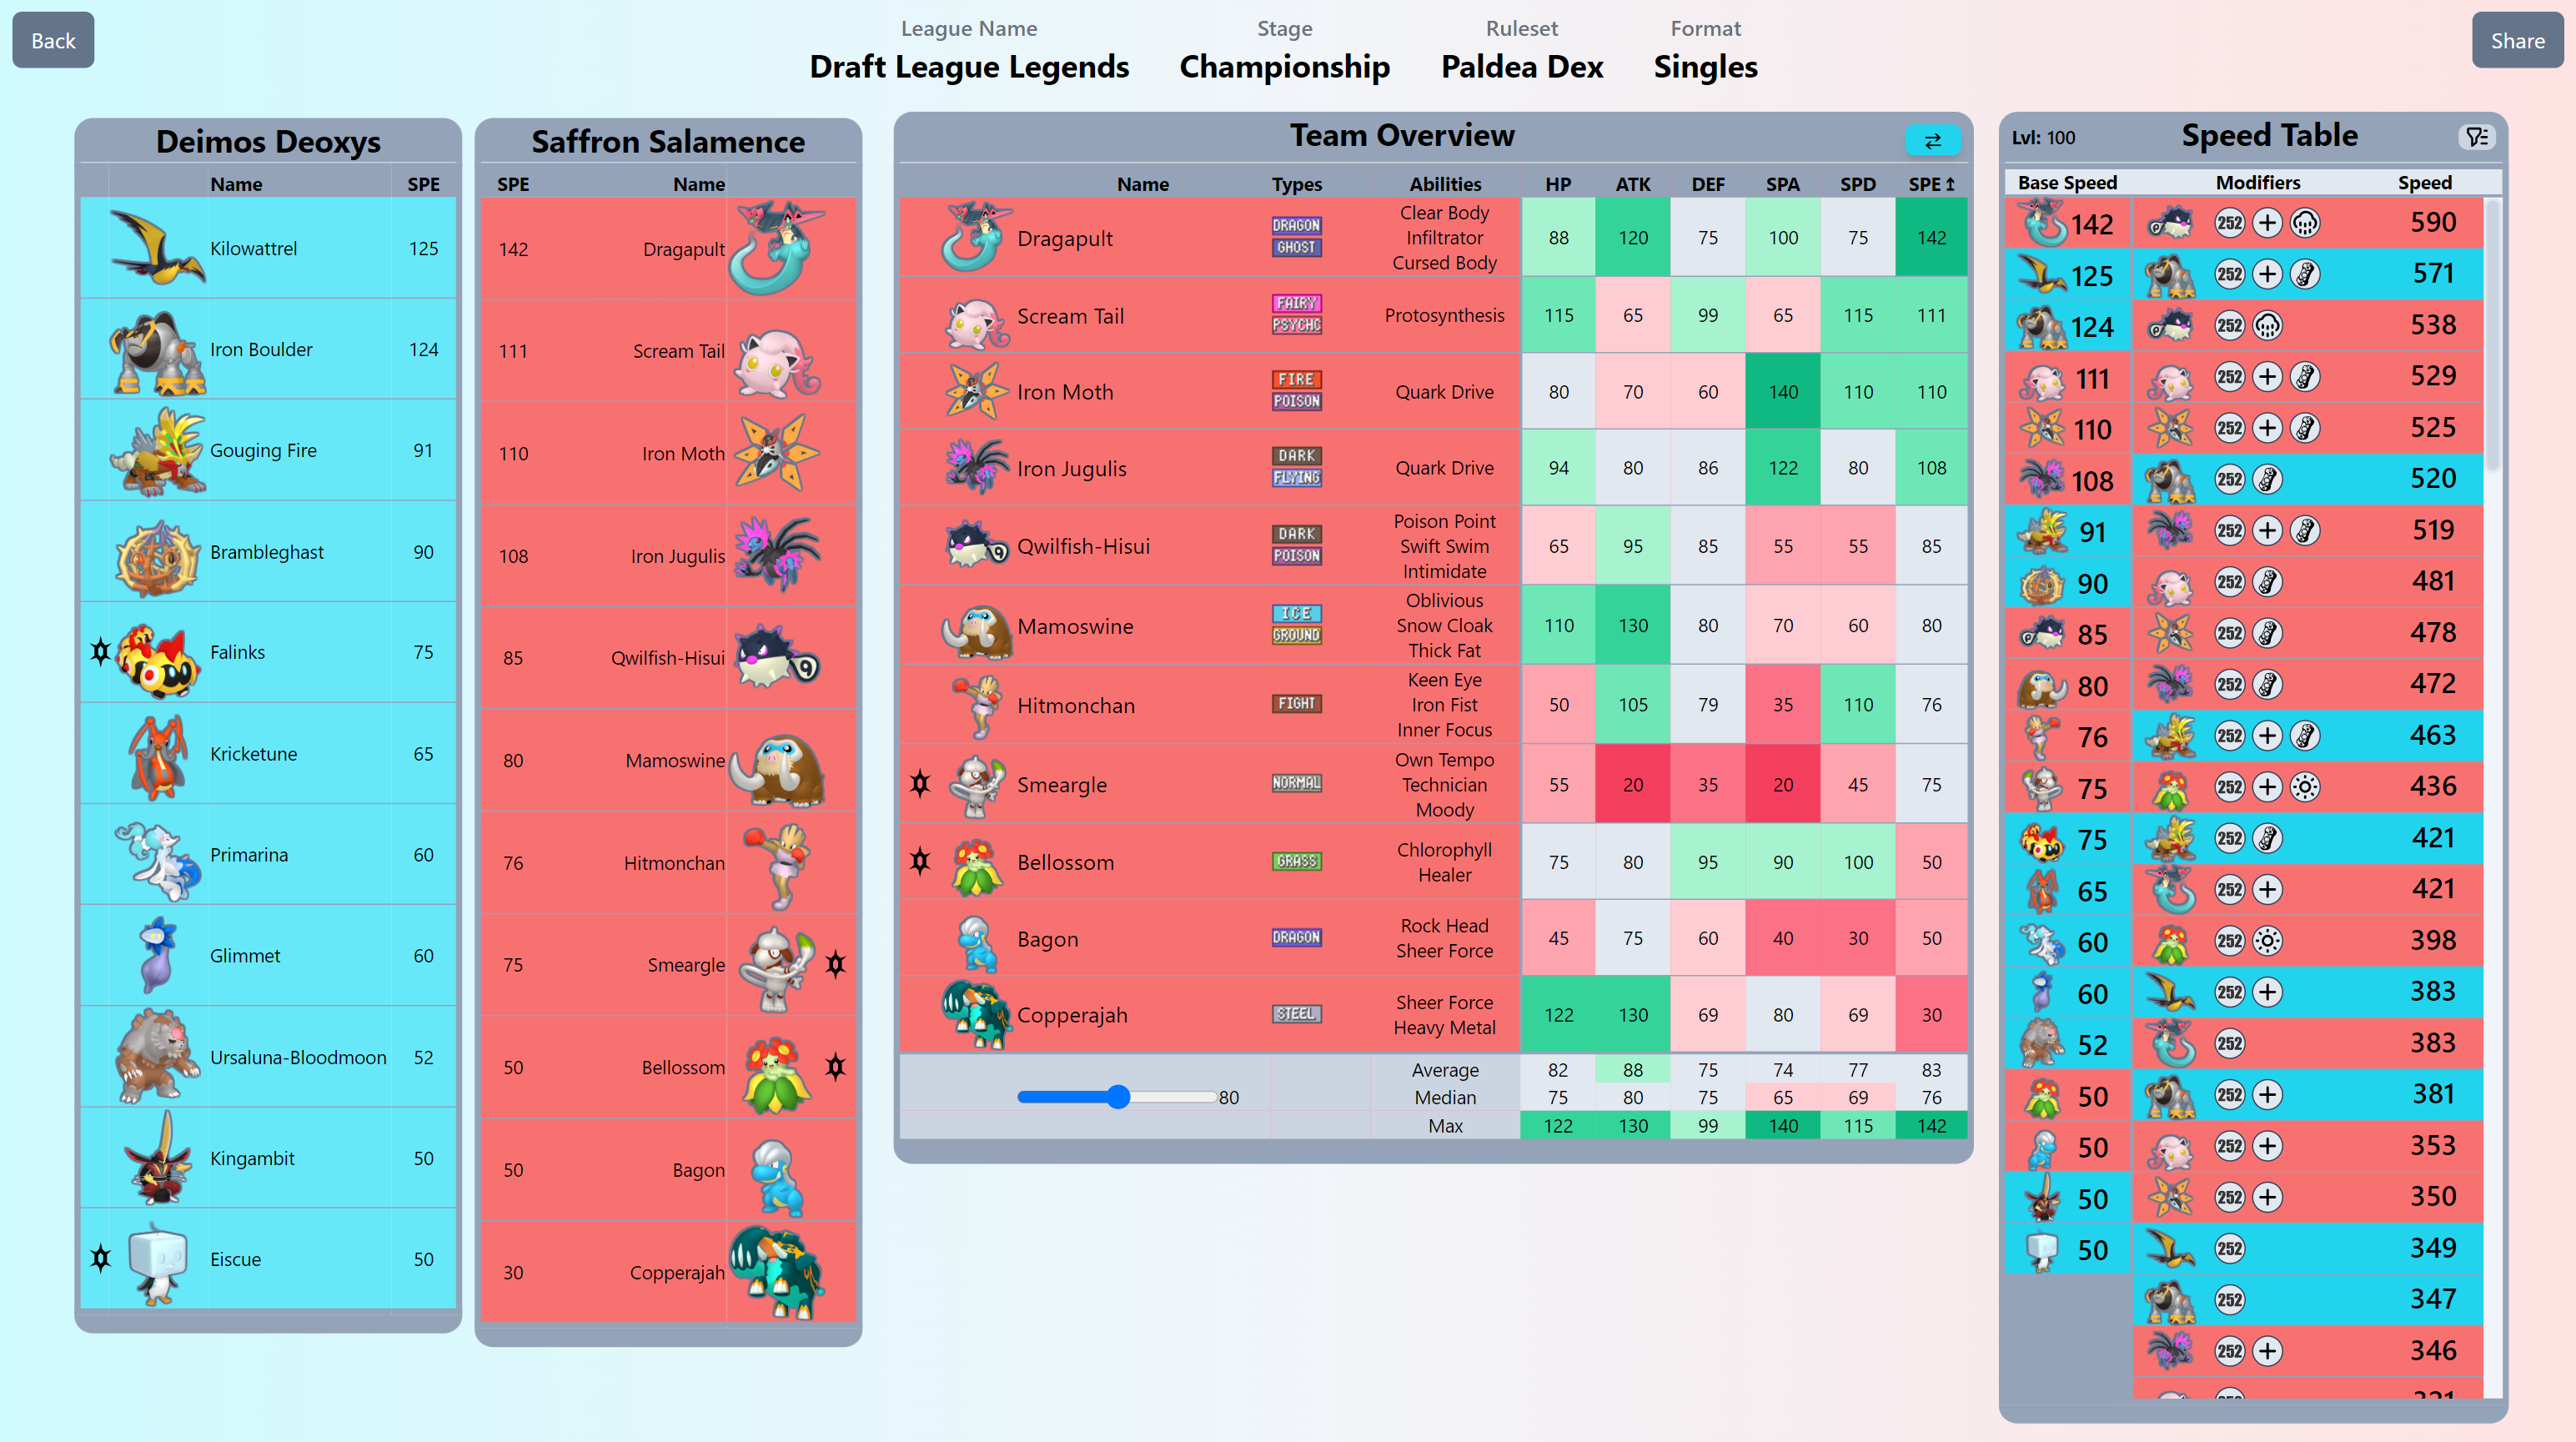 Back
League Name Stage Ruleset Format
Draft League Legends Championship Paldea Dex Singles
Share
Deimos Deoxys
Name SPE
Kilowattrel 125
Iron Boulder 124
Gouging Fire 91
Brambleghast 90
Falinks 75
Kricketune 65
Primarina 60
Glimmet 60
Ursaluna-Bloodmoon 52
Kingambit 50
Eiscue 50
Saffron Salamence
SPE Name
142 Dragapult
111 Scream Tail
110 Iron Moth
108 Iron Jugulis
85 Qwilfish-Hisui
80 Mamoswine
76 Hitmonchan
75 Smeargle
50 Bellossom
50 Bagon
30 Copperajah
Team Overview
Name Types Abilities HP ATK DEF SPA SPD SPE
Dragapult DRAGON GHOST Clear Body Infiltrator Cursed Body 88 120 75 100 75 142
Scream Tail FAIRY PSYCHC Protosynthesis 115 65 99 65 115 111
Iron Moth FIRE POISON Quark Drive 80 70 60 140 110 110
Iron Jugulis DARK FLYING Quark Drive 94 80 86 122 80 108
Qwilfish-Hisui DARK POISON Poison Point Swift Swim Intimidate 65 95 85 55 55 85
Mamoswine ICE GROUND Oblivious Snow Cloak Thick Fat 110 130 80 70 60 80
Hitmonchan FIGHT Keen Eye Iron Fist Inner Focus 50 105 79 35 110 76
Smeargle NORMAL Own Tempo Technician Moody 55 20 35 20 45 75
Bellossom GRASS Chlorophyll Healer 75 80 95 90 100 50
Bagon DRAGON Rock Head Sheer Force 45 75 60 40 30 50
Copperajah STEEL Sheer Force Heavy Metal 122 130 69 80 69 30
Average 82 88 75 74 77 83
80 Median 75 80 75 65 69 76
Max 122 130 99 140 115 142
Lvl: 100 Speed Table
Base Speed Modifiers Speed
142 252 + 590
125 252 + 571
124 252 538
111 252 + 529
110 252 + 525
108 252 520
91 252 + 519
90 252 481
85 252 478
80 252 472
76 252 + 463
75 252 + 436
75 252 421
65 252 + 421
60 252 398
60 252 + 383
52 252 383
50 252 + 381
50 252 + 353
50 252 + 350
50 252 349
252 347
252 + 346